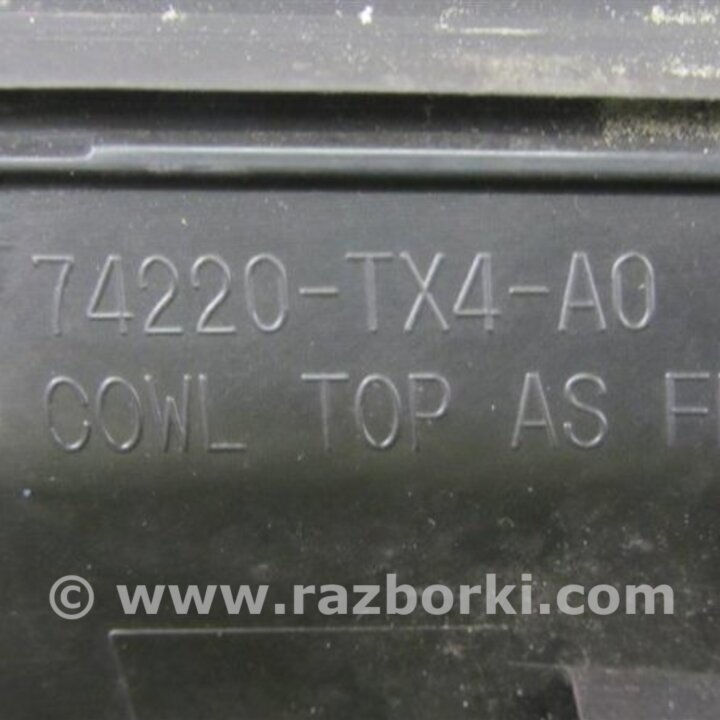 74220-TX4-A0
COWL TOP AS
© www.razborki.com